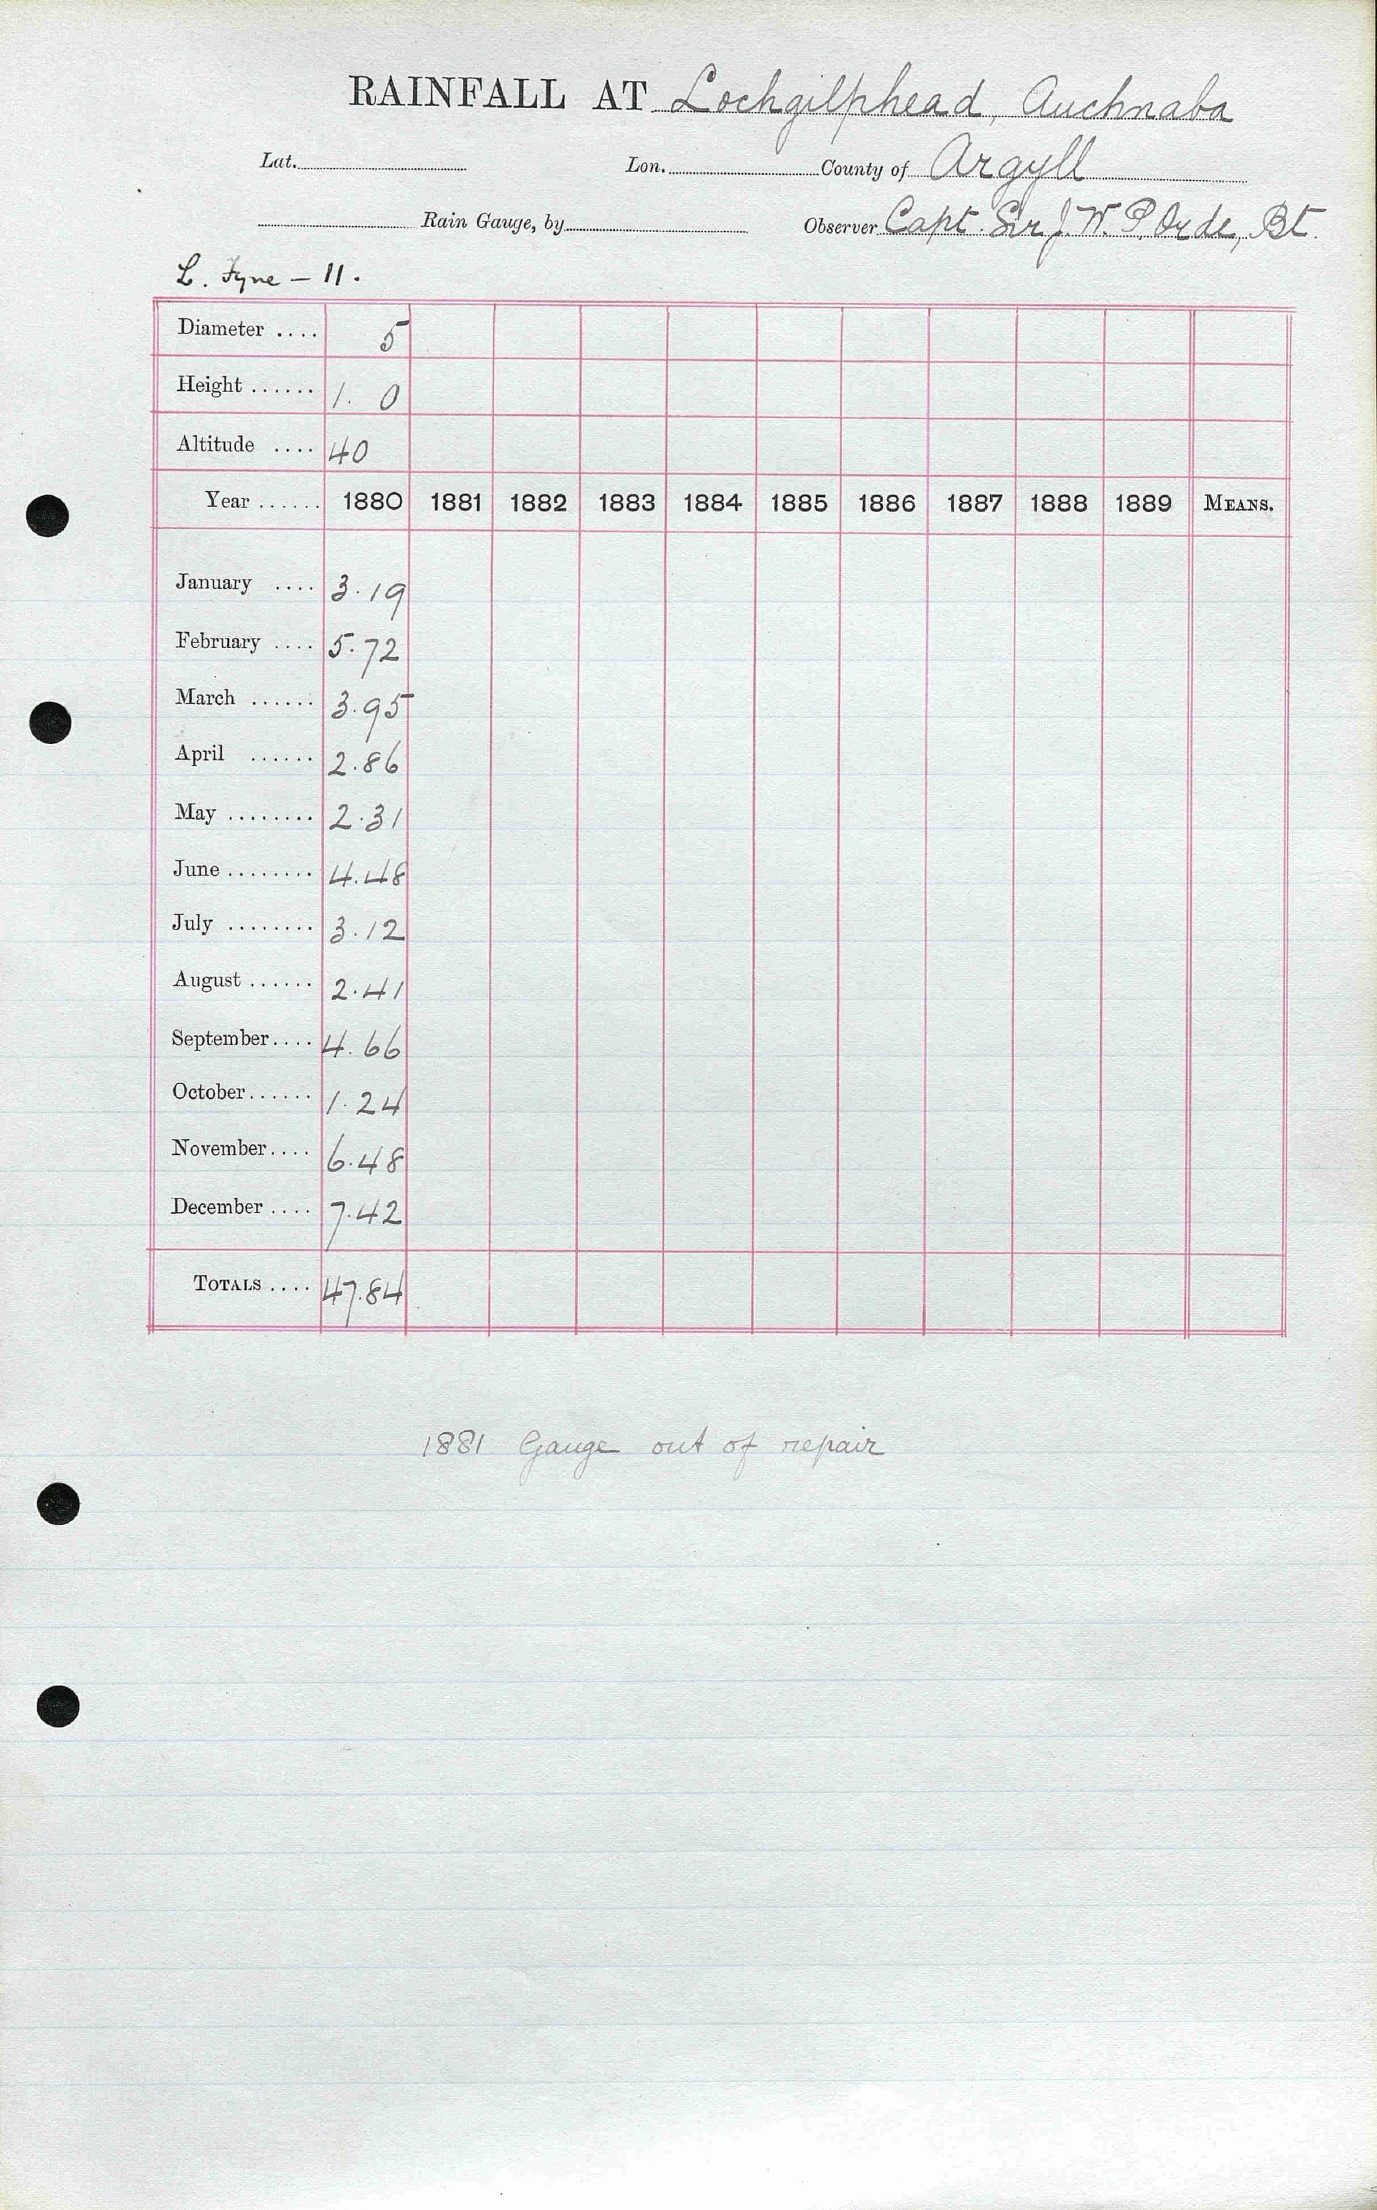 RAINFALL AT Lochgilphead, Auchnaba
Lat. Lon. County of Argyll
Rain Gauge, by Observer Capt. Sir J. W. P. Orde, Bt.
L. Fyne - 11.
Diameter .... 5
Height ...... 1. 0
Altitude .... 40
Year ...... 1880 1881 1882 1883 1884 1885 1886 1887 1888 1889 MEANS.
January .... 3.19
February .... 5.72
March ...... 3.95
April ...... 2.86
May ........ 2.31
June ........ 4.48
July ........ 3.12
August ...... 2.41
September .... 4.66
October ...... 1.24
November .... 6.48
December .... 7.42
TOTALS .... 47.84
1881 Gauge out of repair